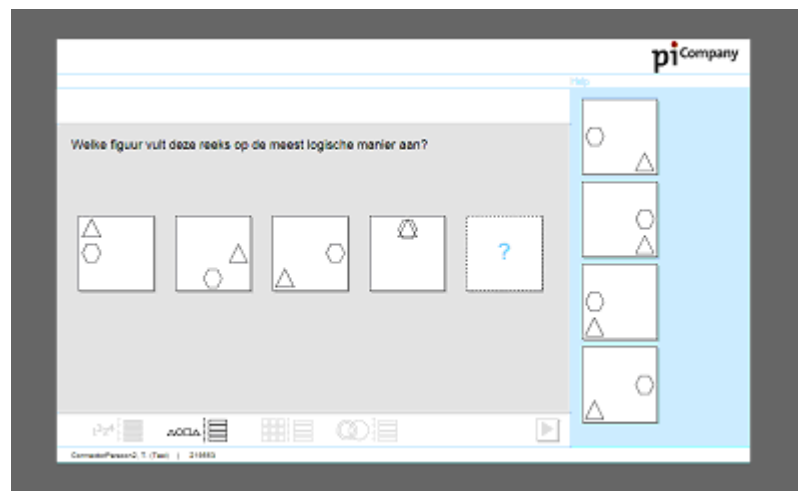 pi Company
Help
Welke figuur vult deze reeks op de meest logische manier aan?
?